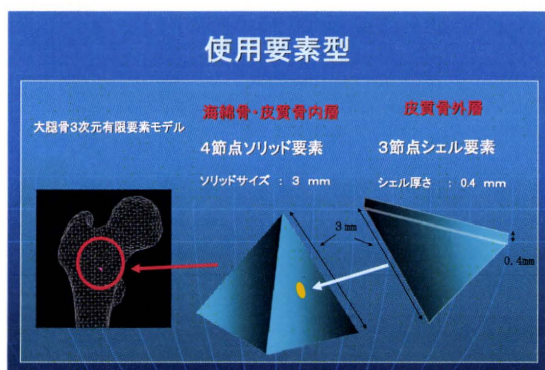 使用要素型
大腿骨3次元有限要素モデル
海綿骨・皮質骨内層
4節点ソリッド要素
ソリッドサイズ : 3 mm
皮質骨外層
3節点シェル要素
シェル厚さ : 0.4 mm
3mm
0.4mm